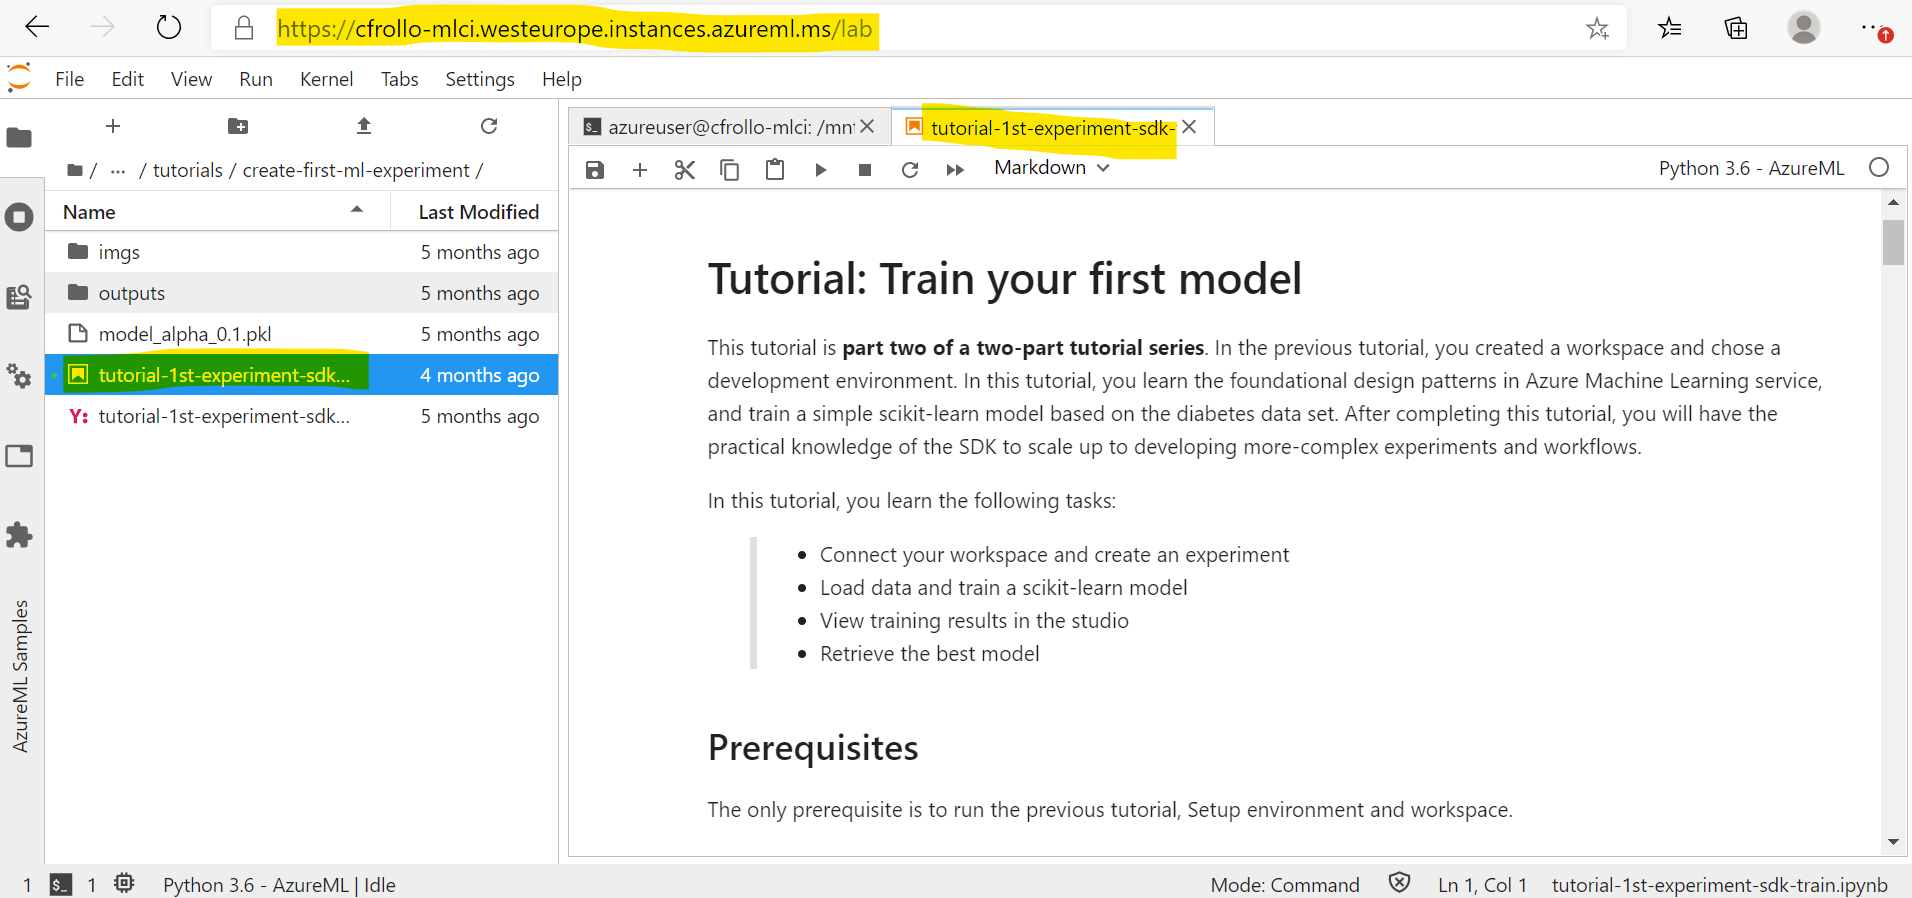 https://cfrollo-mlci.westeurope.instances.azureml.ms/lab
File Edit View Run Kernel Tabs Settings Help
azureuser@cfrollo-mlci: /mnt
tutorial-1st-experiment-sdk-
/ ... / tutorials / create-first-ml-experiment /
Markdown
Python 3.6 - AzureML
Name Last Modified
imgs 5 months ago
outputs 5 months ago
model_alpha_0.1.pkl 5 months ago
tutorial-1st-experiment-sdk... 4 months ago
Y: tutorial-1st-experiment-sdk... 5 months ago
AzureML Samples
Tutorial: Train your first model
This tutorial is part two of a two-part tutorial series. In the previous tutorial, you created a workspace and chose a
development environment. In this tutorial, you learn the foundational design patterns in Azure Machine Learning service,
and train a simple scikit-learn model based on the diabetes data set. After completing this tutorial, you will have the
practical knowledge of the SDK to scale up to developing more-complex experiments and workflows.
In this tutorial, you learn the following tasks:
• Connect your workspace and create an experiment
• Load data and train a scikit-learn model
• View training results in the studio
• Retrieve the best model
Prerequisites
The only prerequisite is to run the previous tutorial, Setup environment and workspace.
1 $_ 1 Python 3.6 - AzureML | Idle
Mode: Command Ln 1, Col 1 tutorial-1st-experiment-sdk-train.ipynb